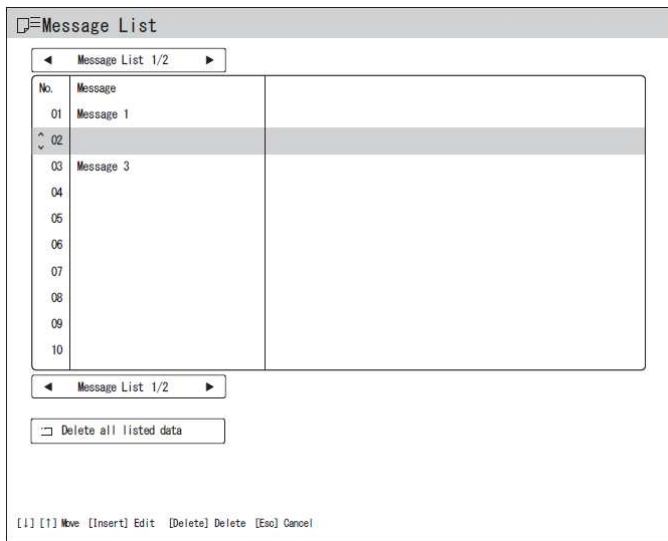 Message List
◀ Message List 1/2 ▶
No. Message
01 Message 1
02
03 Message 3
04
05
06
07
08
09
10
◀ Message List 1/2 ▶
Delete all listed data
[↓] [↑] Move [Insert] Edit [Delete] Delete [Esc] Cancel